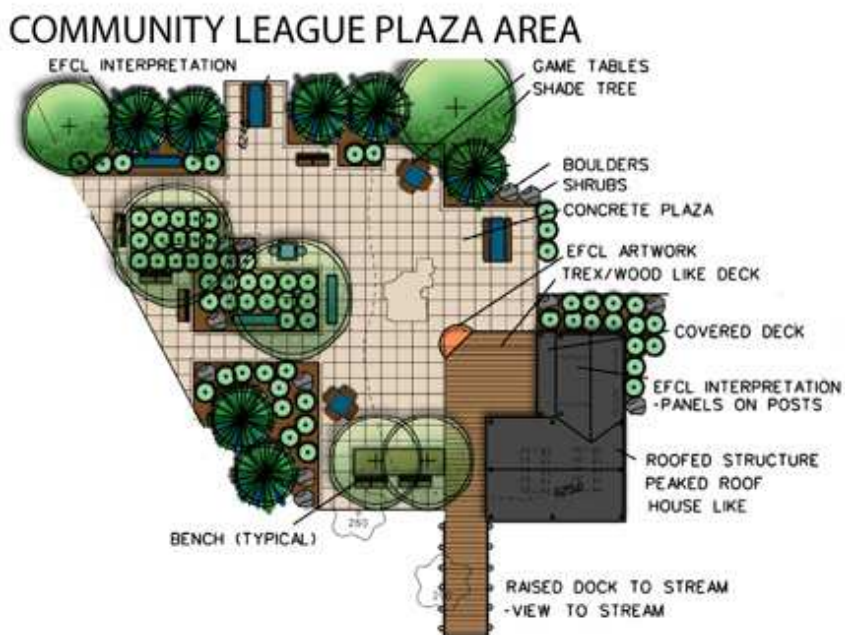 COMMUNITY LEAGUE PLAZA AREA
EFCL INTERPRETATION
GAME TABLES
SHADE TREE
BOULDERS
SHRUBS
CONCRETE PLAZA
EFCL ARTWORK
TREX/WOOD LIKE DECK
COVERED DECK
EFCL INTERPRETATION
-PANELS ON POSTS
ROOFED STRUCTURE
PEAKED ROOF
HOUSE LIKE
BENCH (TYPICAL)
260
RAISED DOCK TO STREAM
-VIEW TO STREAM